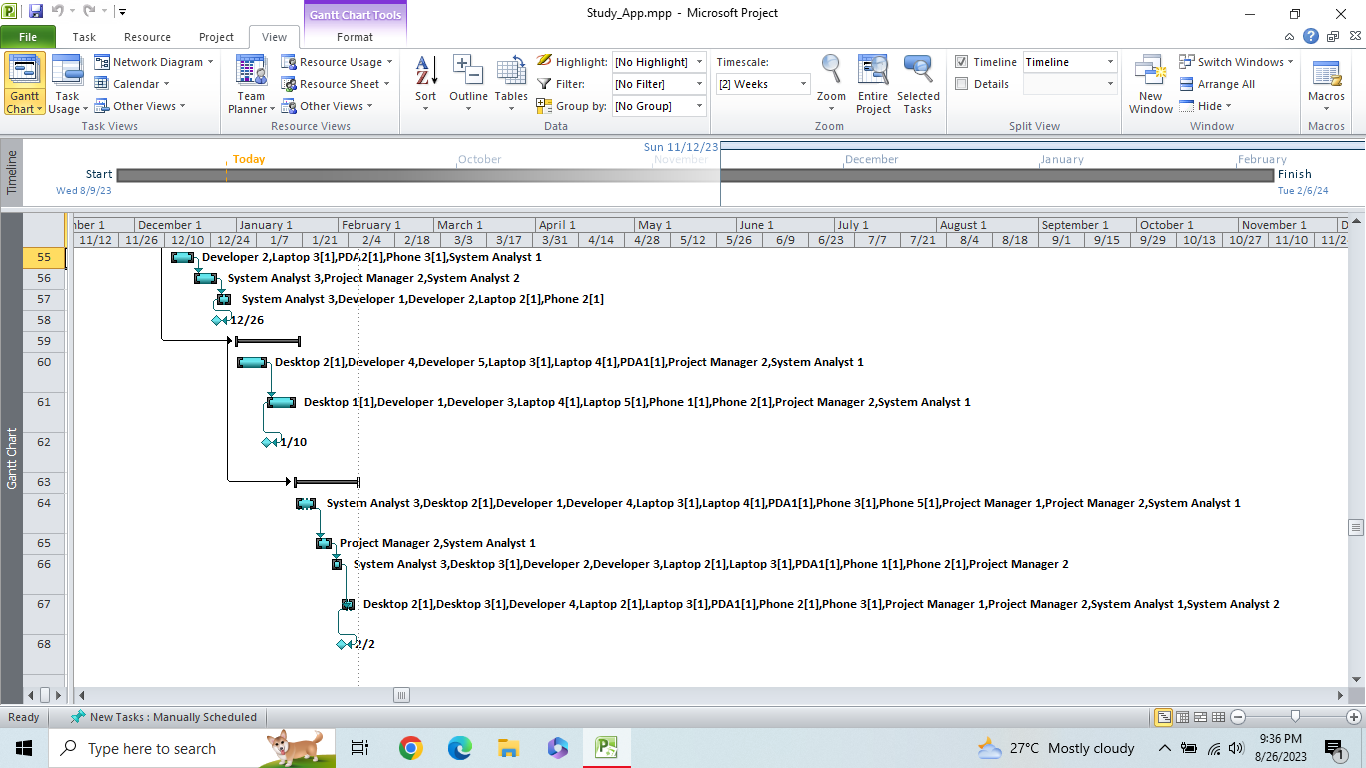 Study_App.mpp - Microsoft Project
Gantt Chart Tools
File Task Resource Project View Format
Gantt Chart
Task Usage
Network Diagram
Calendar
Other Views
Task Views
Team Planner
Resource Usage
Resource Sheet
Other Views
Resource Views
Sort
Outline
Tables
Highlight: [No Highlight]
Filter: [No Filter]
Group by: [No Group]
Data
Timescale:
[2] Weeks
Zoom
Entire Project
Selected Tasks
Zoom
Timeline Timeline
Details
Split View
New Window
Switch Windows
Arrange All
Hide
Window
Macros
Macros
Timeline
Sun 11/12/23
Today October November December January February
Start
Wed 8/9/23
Finish
Tue 2/6/24
Gantt Chart
nber 1 December 1 January 1 February 1 March 1 April 1 May 1 June 1 July 1 August 1 September 1 October 1 November 1 D
11/12 11/26 12/10 12/24 1/7 1/21 2/4 2/18 3/3 3/17 3/31 4/14 4/28 5/12 5/26 6/9 6/23 7/7 7/21 8/4 8/18 9/1 9/15 9/29 10/13 10/27 11/10 11/2
55 Developer 2,Laptop 3[1],PDA2[1],Phone 3[1],System Analyst 1
56 System Analyst 3,Project Manager 2,System Analyst 2
57 System Analyst 3,Developer 1,Developer 2,Laptop 2[1],Phone 2[1]
58 12/26
59
60 Desktop 2[1],Developer 4,Developer 5,Laptop 3[1],Laptop 4[1],PDA1[1],Project Manager 2,System Analyst 1
61 Desktop 1[1],Developer 1,Developer 3,Laptop 4[1],Laptop 5[1],Phone 1[1],Phone 2[1],Project Manager 2,System Analyst 1
62 1/10
63
64 System Analyst 3,Desktop 2[1],Developer 1,Developer 4,Laptop 3[1],Laptop 4[1],PDA1[1],Phone 3[1],Phone 5[1],Project Manager 1,Project Manager 2,System Analyst 1
65 Project Manager 2,System Analyst 1
66 System Analyst 3,Desktop 3[1],Developer 2,Developer 3,Laptop 2[1],Laptop 3[1],PDA1[1],Phone 1[1],Phone 2[1],Project Manager 2
67 Desktop 2[1],Desktop 3[1],Developer 4,Laptop 2[1],Laptop 3[1],PDA1[1],Phone 2[1],Phone 3[1],Project Manager 1,Project Manager 2,System Analyst 1,System Analyst 2
68 2/2
Ready New Tasks : Manually Scheduled
Type here to search
27°C Mostly cloudy
9:36 PM
8/26/2023
1